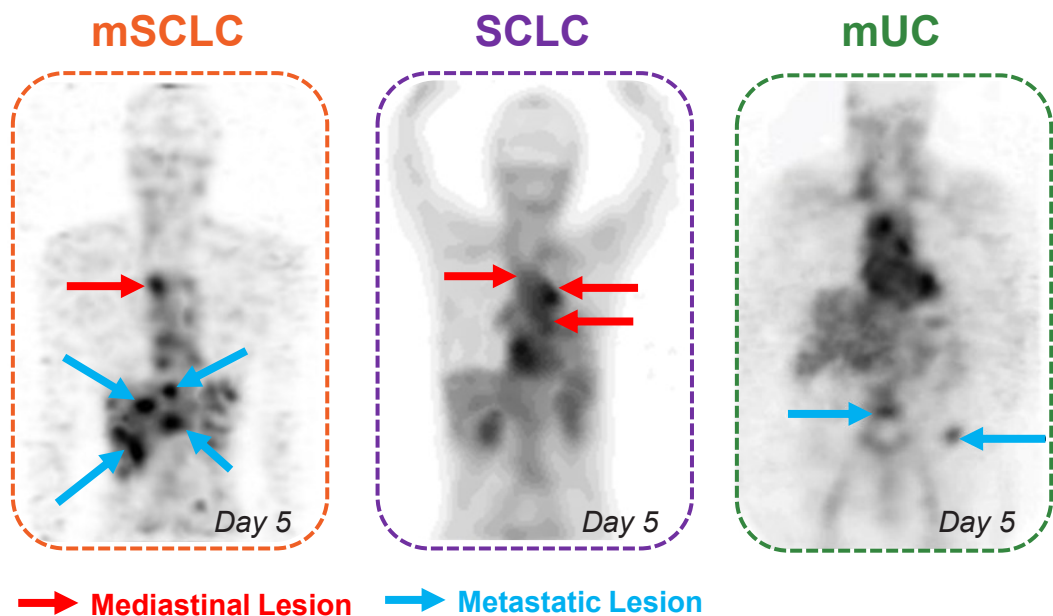 mSCLC
SCLC
mUC
Day 5
Day 5
Day 5
Mediastinal Lesion
Metastatic Lesion